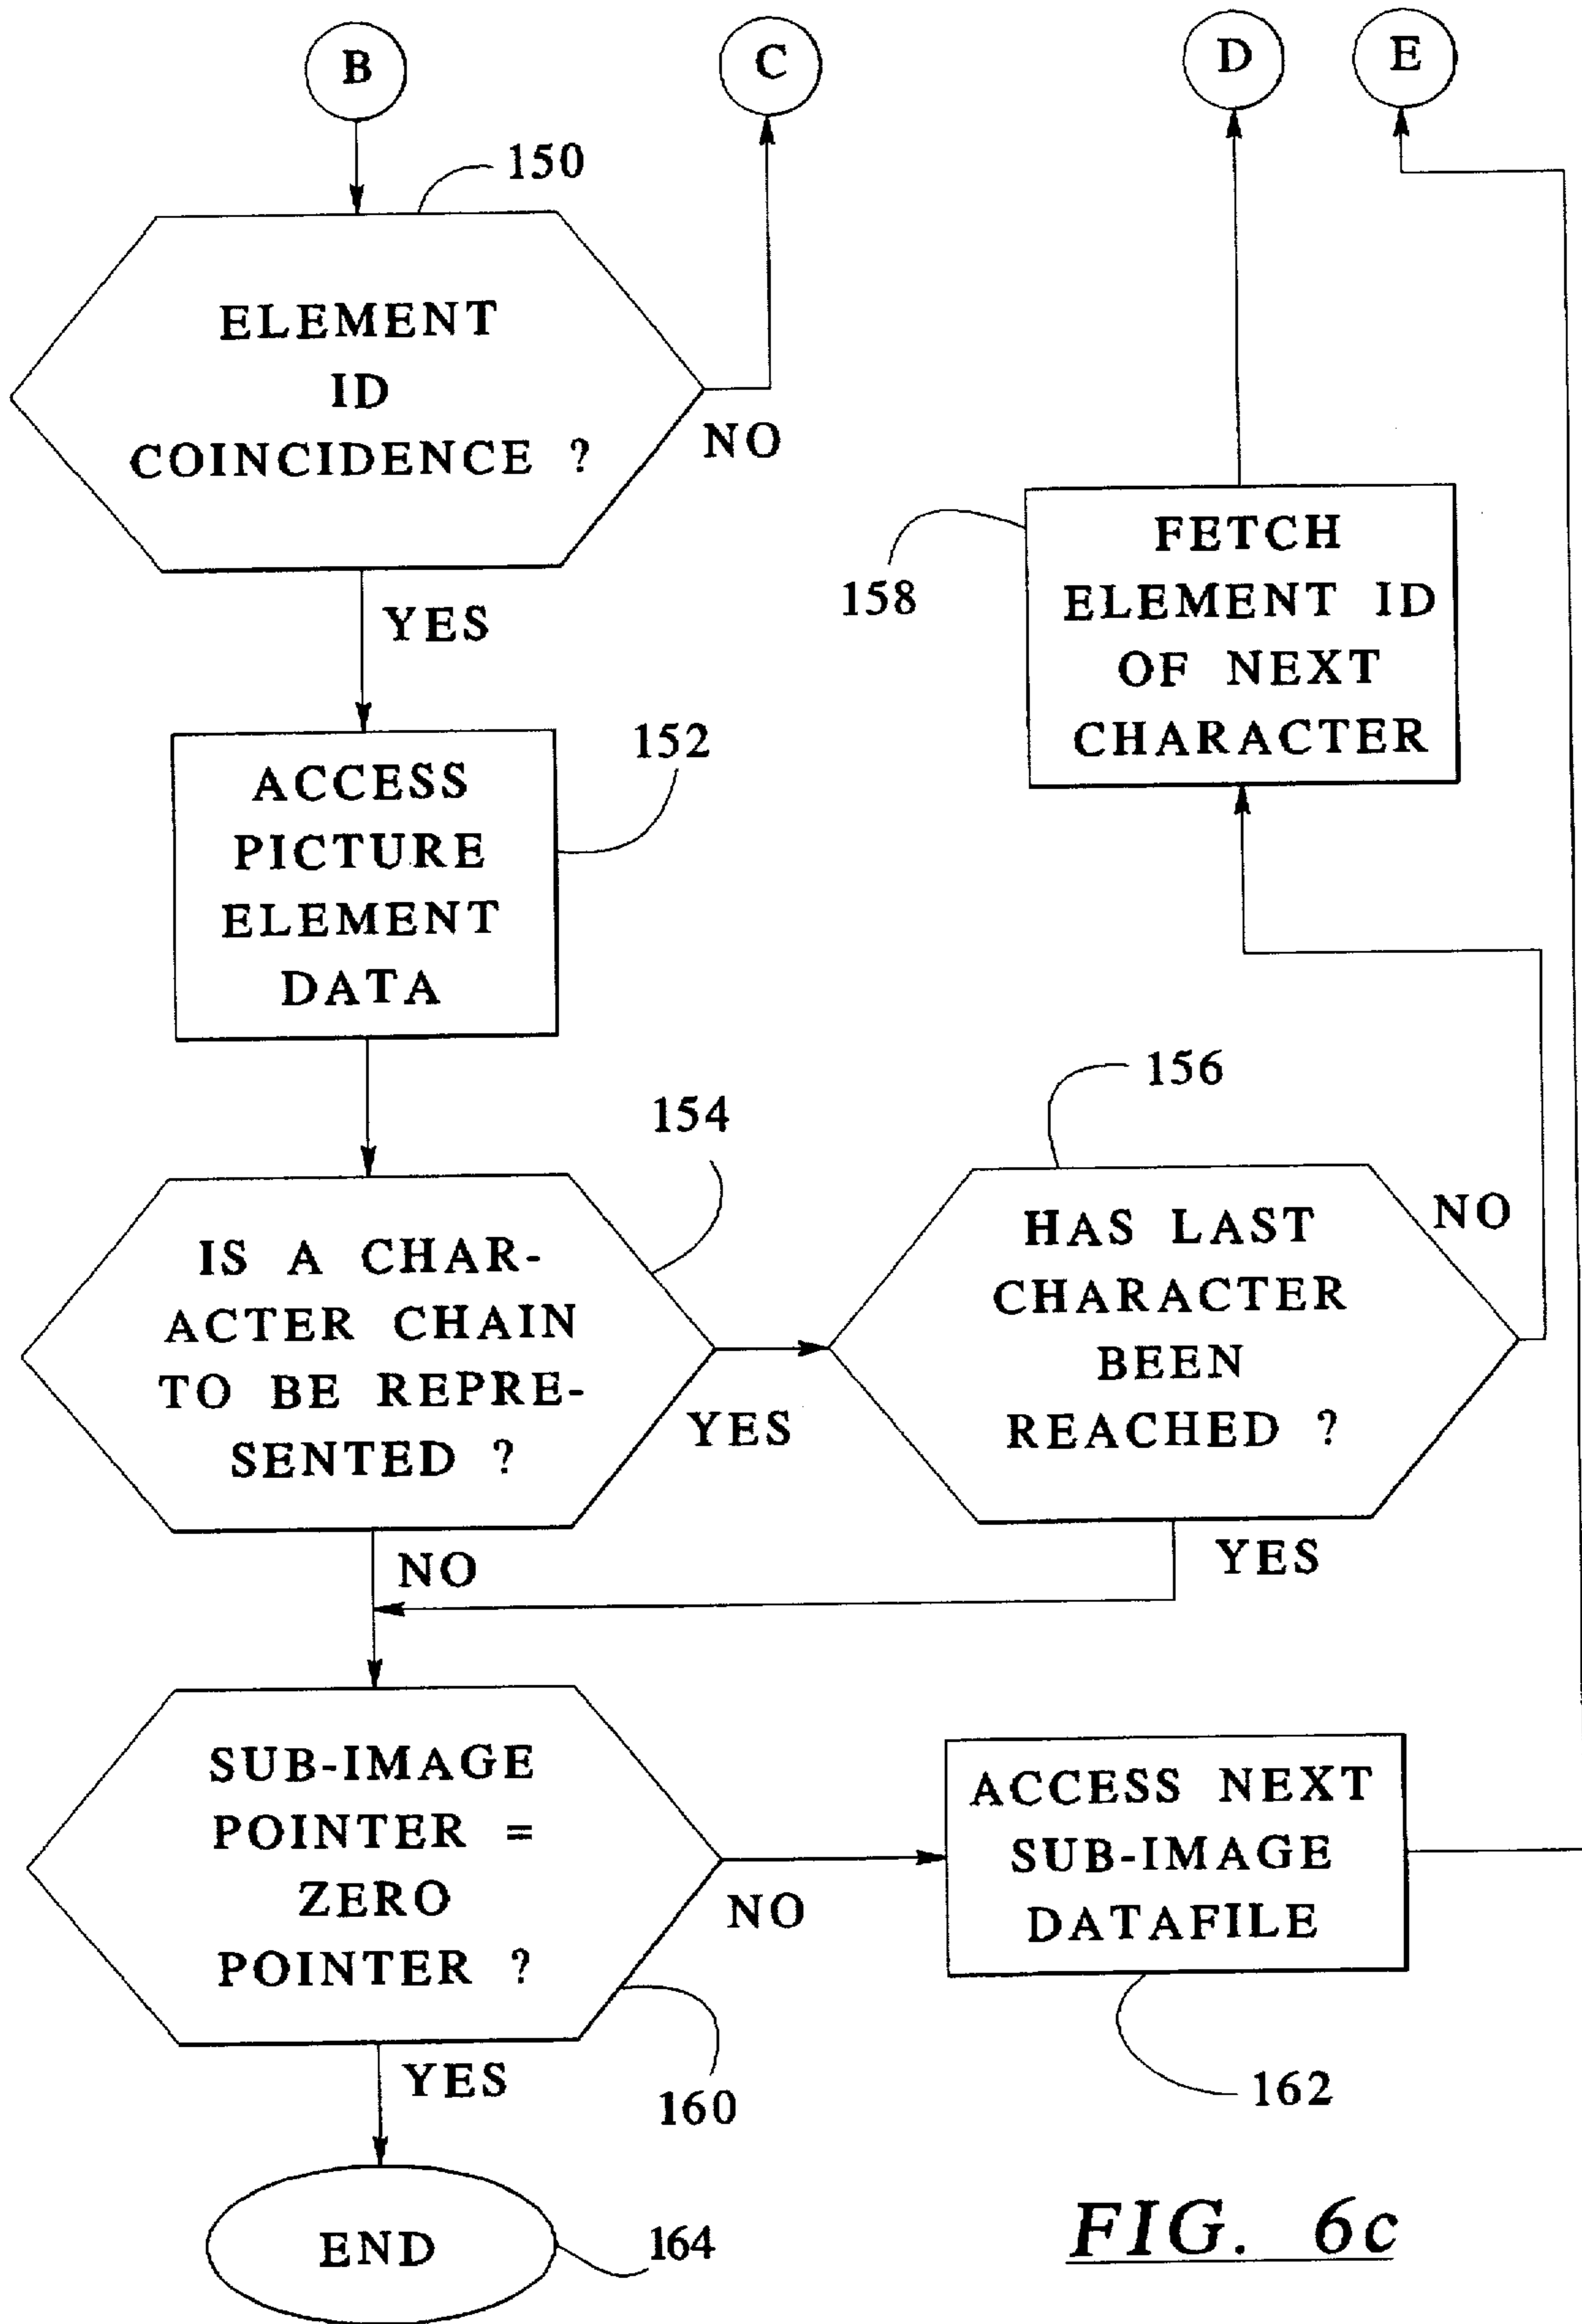 B
C
D
E
150
ELEMENT
ID
COINCIDENCE ?
NO
YES
152
ACCESS
PICTURE
ELEMENT
DATA
158
FETCH
ELEMENT ID
OF NEXT
CHARACTER
154
IS A CHAR-
ACTER CHAIN
TO BE REPRE-
SENTED ?
YES
NO
156
HAS LAST
CHARACTER
BEEN
REACHED ?
NO
YES
SUB-IMAGE
POINTER =
ZERO
POINTER ?
NO
YES
160
ACCESS NEXT
SUB-IMAGE
DATAFILE
162
END
164
FIG. 6c